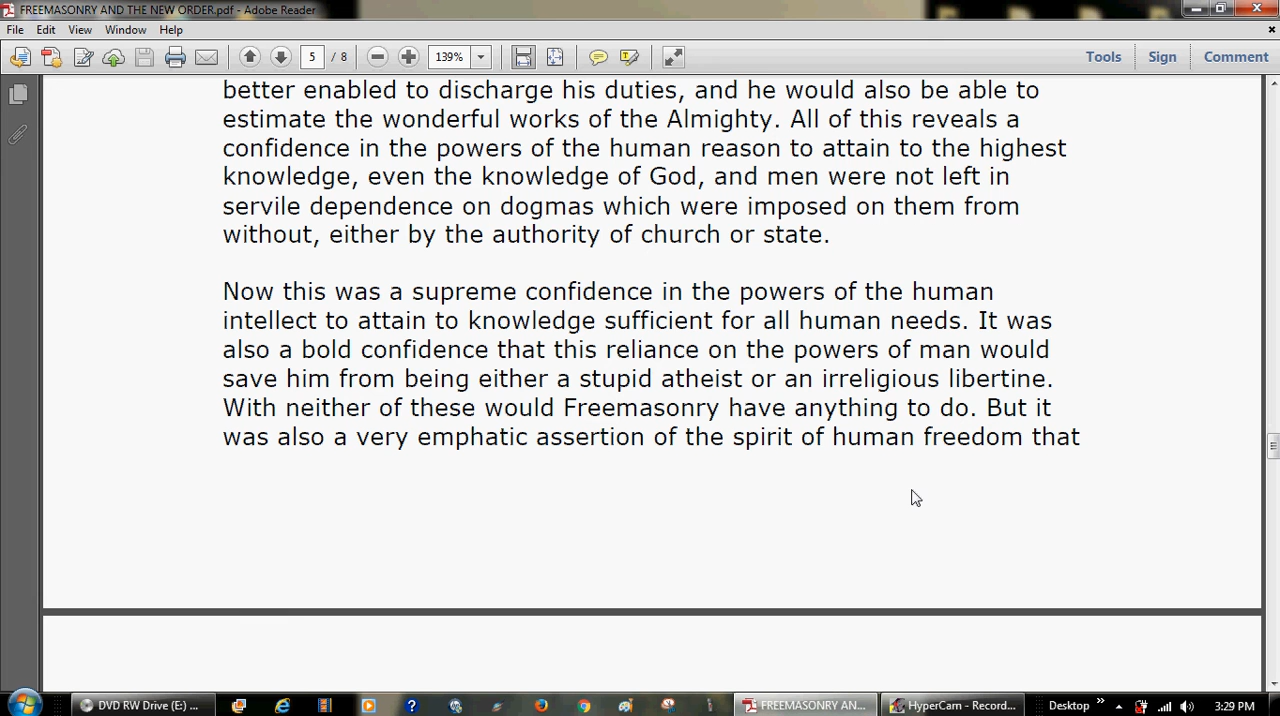 FREEMASONRY AND THE NEW ORDER.pdf - Adobe Reader
File Edit View Window Help
5 / 8 139% Tools Sign Comment
better enabled to discharge his duties, and he would also be able to
estimate the wonderful works of the Almighty. All of this reveals a
confidence in the powers of the human reason to attain to the highest
knowledge, even the knowledge of God, and men were not left in
servile dependence on dogmas which were imposed on them from
without, either by the authority of church or state.
Now this was a supreme confidence in the powers of the human
intellect to attain to knowledge sufficient for all human needs. It was
also a bold confidence that this reliance on the powers of man would
save him from being either a stupid atheist or an irreligious libertine.
With neither of these would Freemasonry have anything to do. But it
was also a very emphatic assertion of the spirit of human freedom that
DVD RW Drive (E:) ... FREEMASONRY AN... HyperCam - Record... Desktop » 3:29 PM